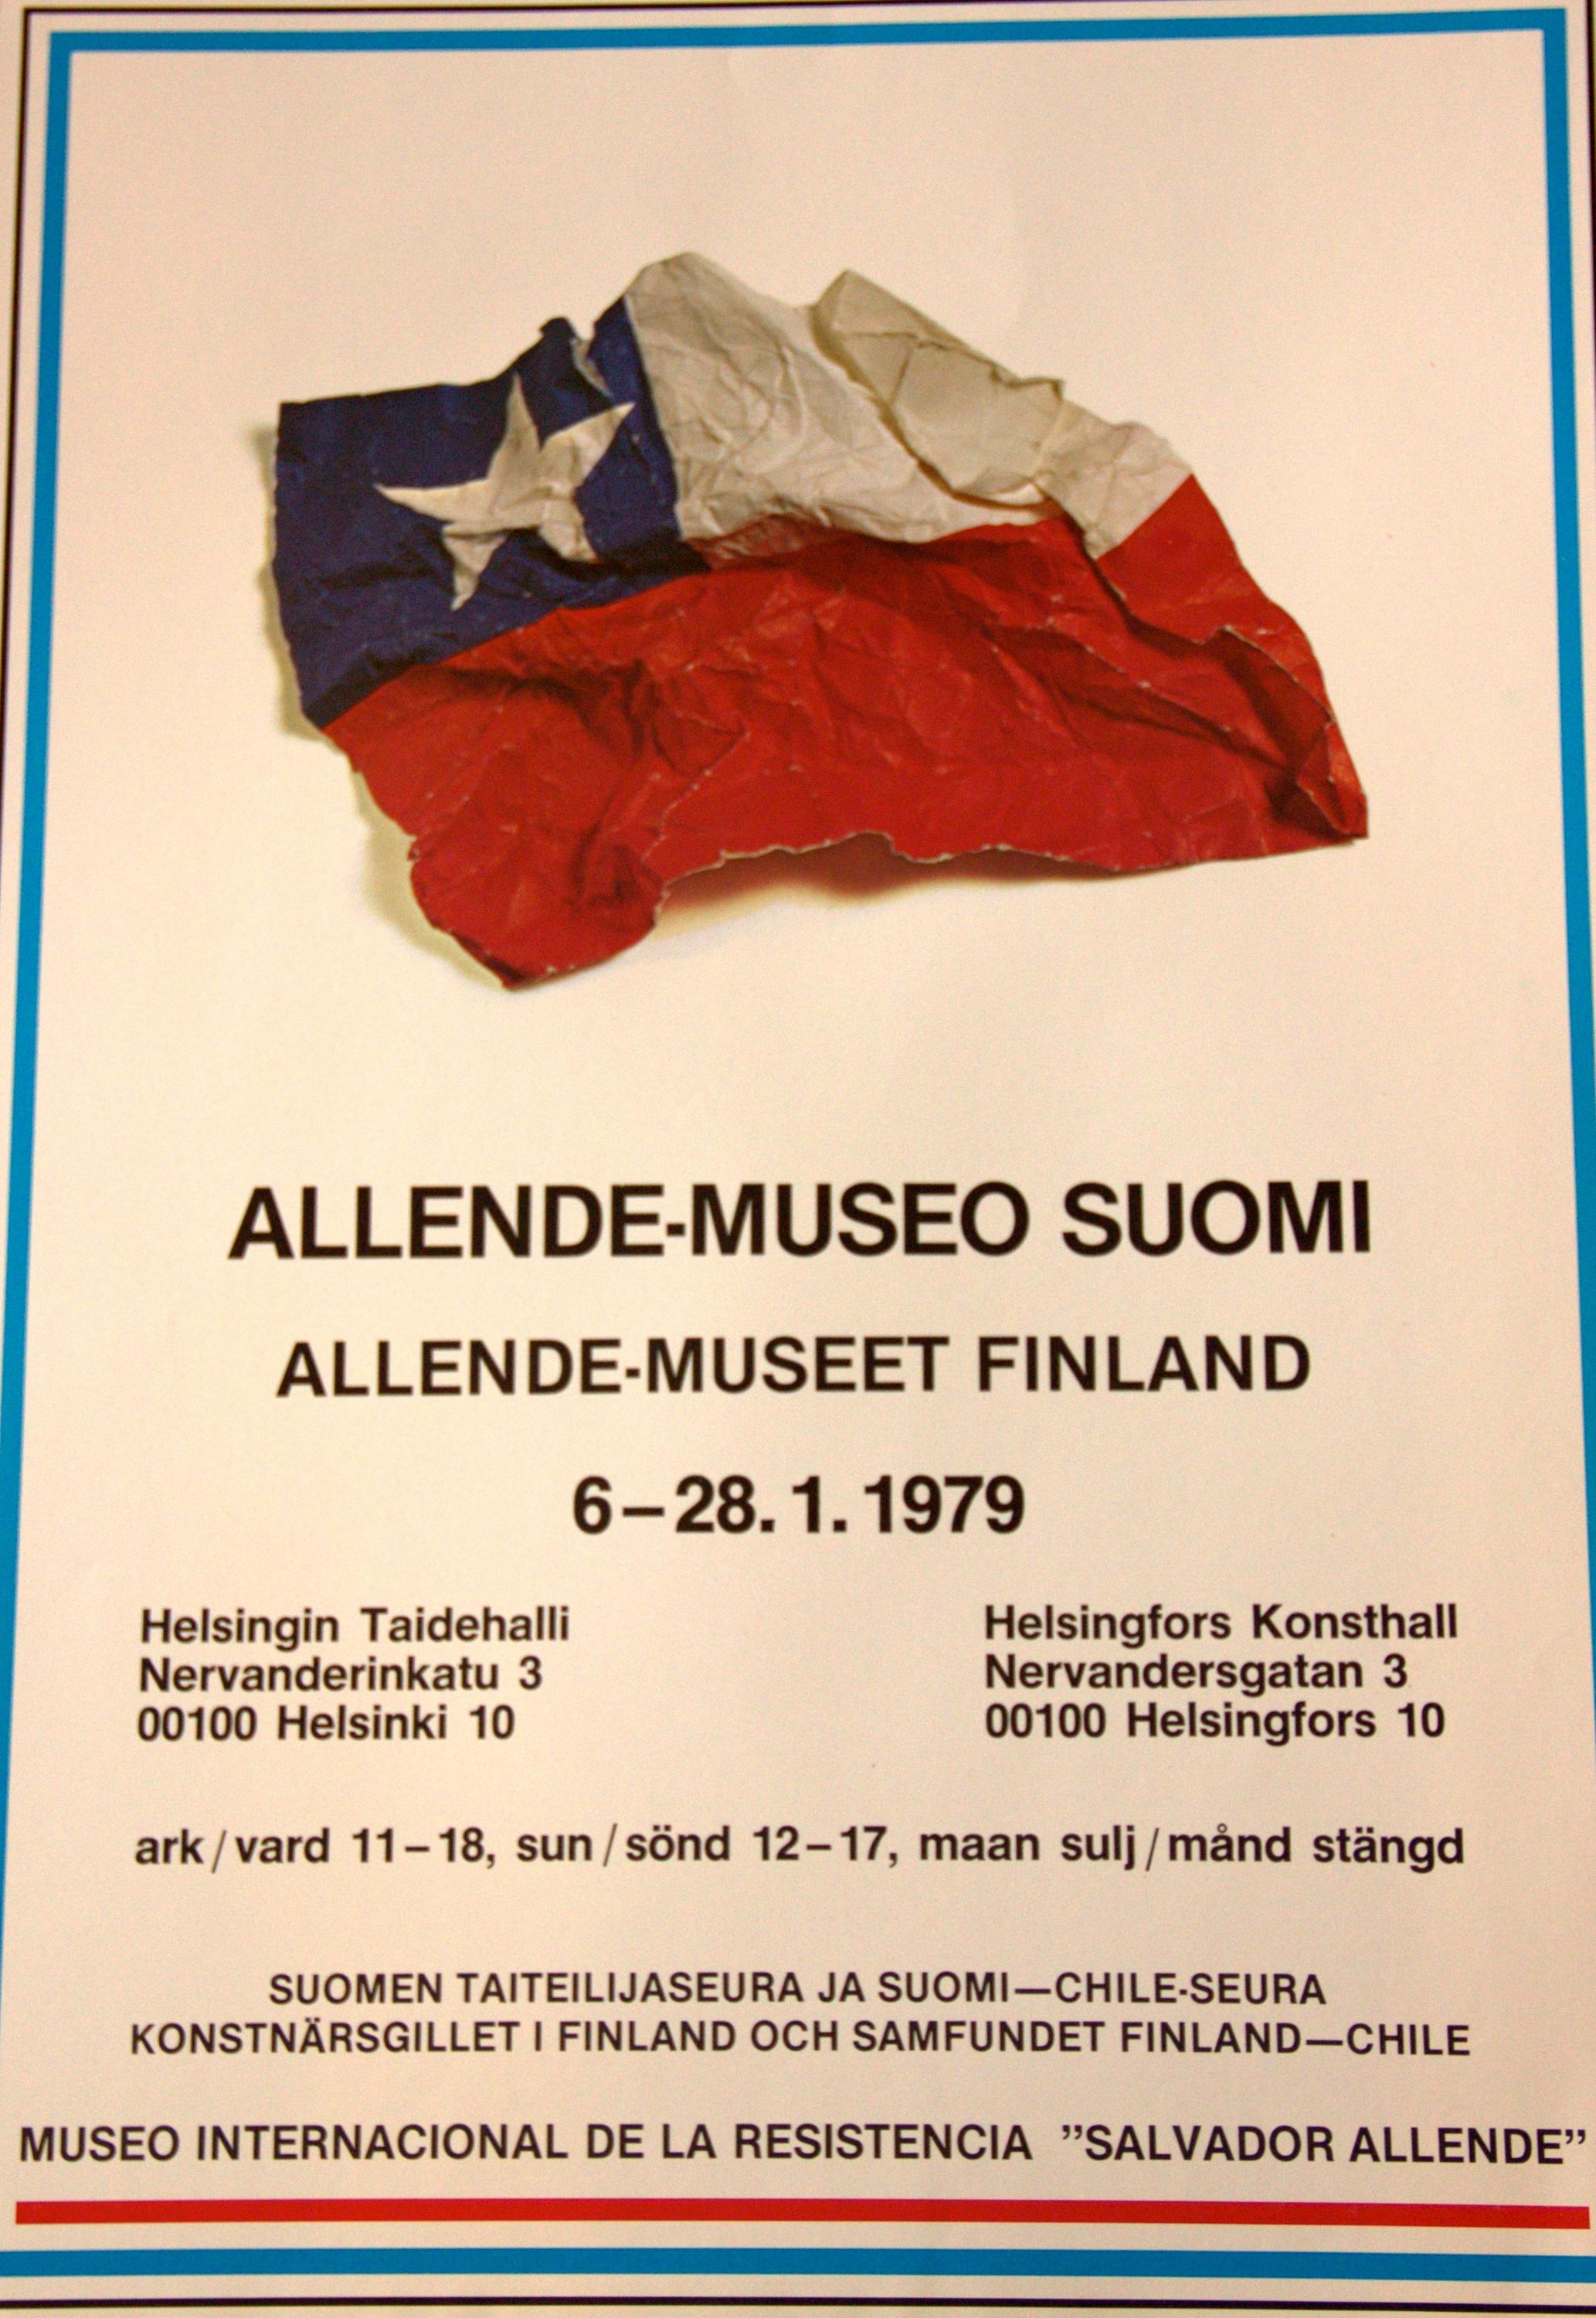 ALLENDE-MUSEO SUOMI
ALLENDE-MUSEET FINLAND
6–28.1.1979
Helsingin Taidehalli
Nervanderinkatu 3
00100 Helsinki 10
Helsingfors Konsthall
Nervandersgatan 3
00100 Helsingfors 10
ark/vard 11–18, sun/sönd 12–17, maan sulj/månd stängd
SUOMEN TAITEILIJASEURA JA SUOMI—CHILE-SEURA
KONSTNÄRSGILLET I FINLAND OCH SAMFUNDET FINLAND—CHILE
MUSEO INTERNACIONAL DE LA RESISTENCIA ”SALVADOR ALLENDE”